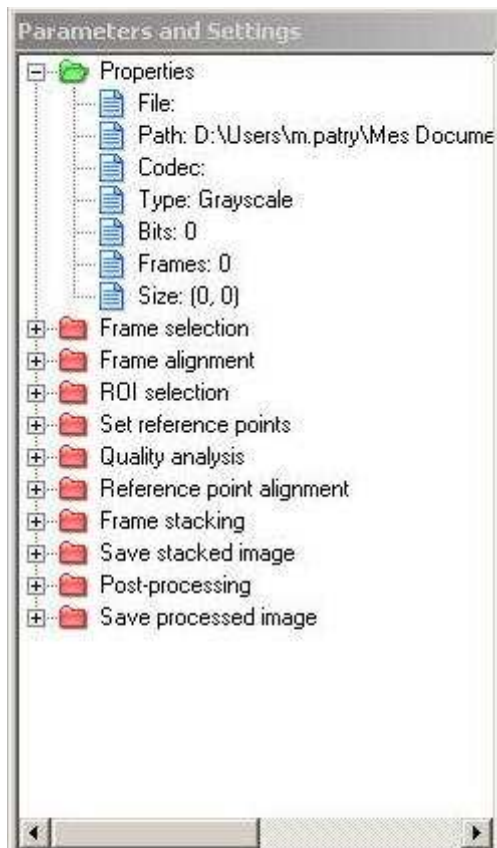 Parameters and Settings
Properties
File:
Path: D:\Users\m.patry\Mes Docume
Codec:
Type: Grayscale
Bits: 0
Frames: 0
Size: (0, 0)
Frame selection
Frame alignment
ROI selection
Set reference points
Quality analysis
Reference point alignment
Frame stacking
Save stacked image
Post-processing
Save processed image